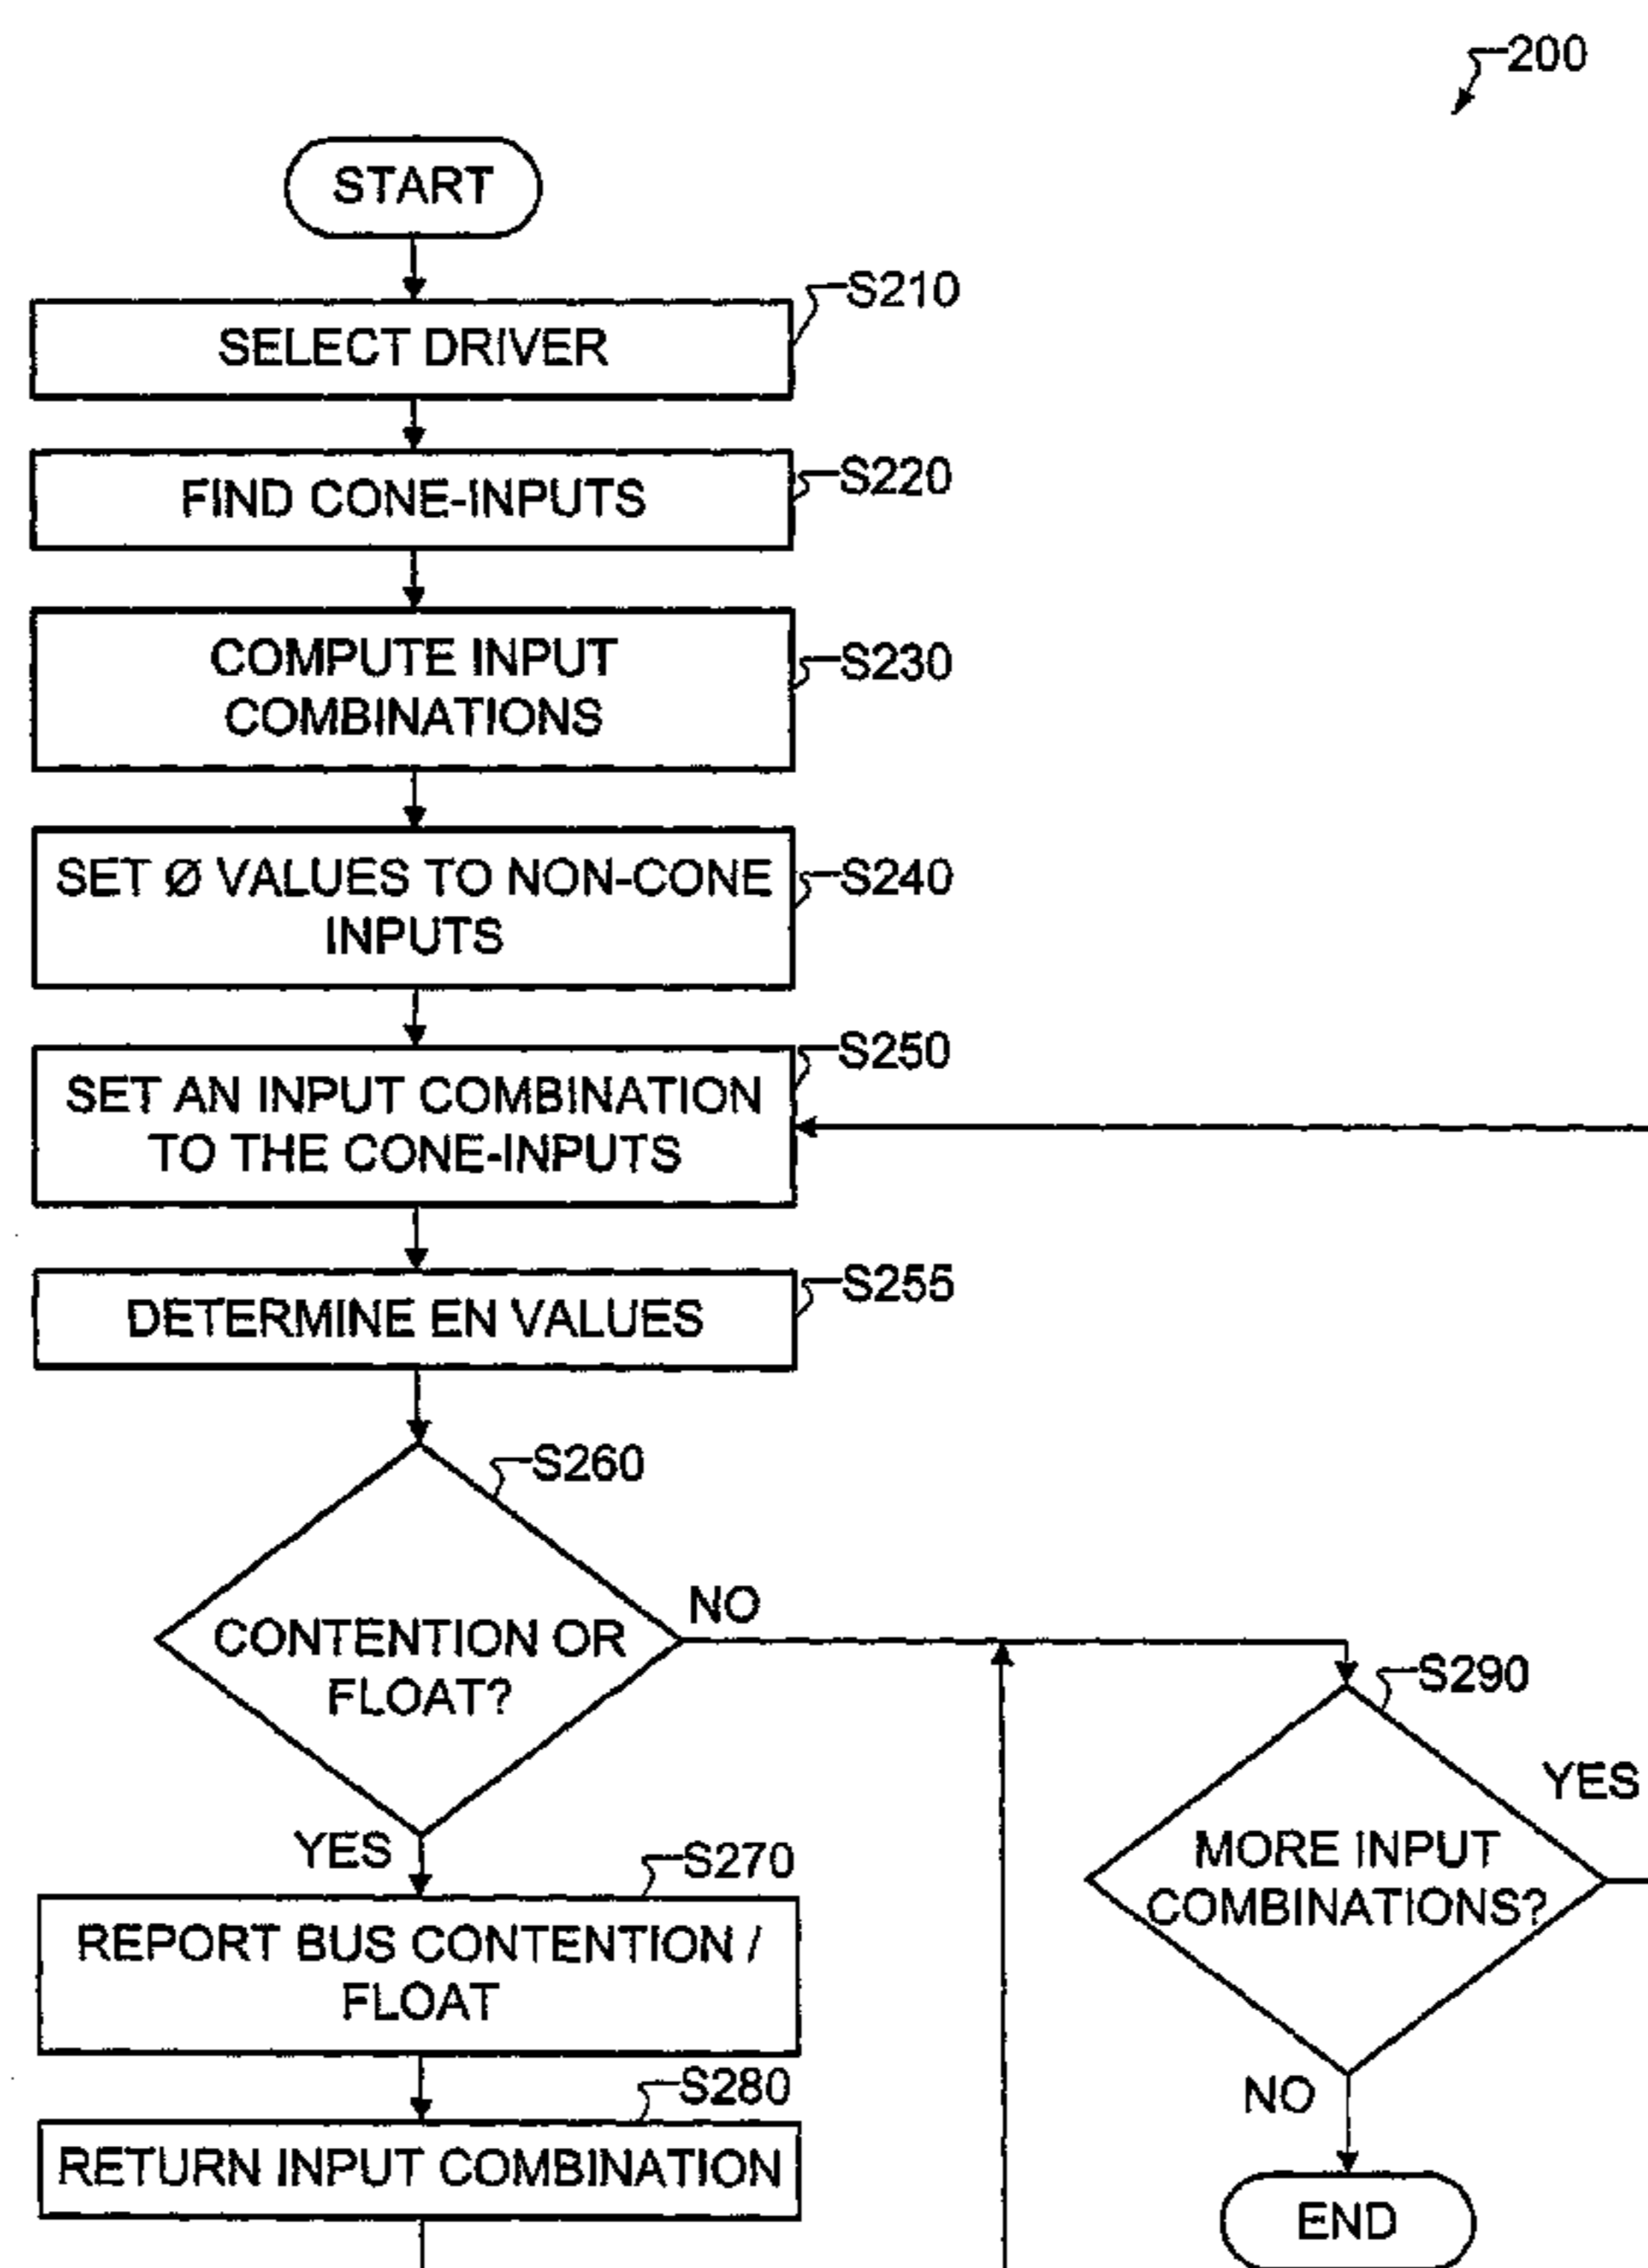 200
START
S210
SELECT DRIVER
S220
FIND CONE-INPUTS
S230
COMPUTE INPUT
COMBINATIONS
S240
SET Ø VALUES TO NON-CONE
INPUTS
S250
SET AN INPUT COMBINATION
TO THE CONE-INPUTS
S255
DETERMINE EN VALUES
S260
CONTENTION OR
FLOAT?
NO
YES
S270
REPORT BUS CONTENTION /
FLOAT
S280
RETURN INPUT COMBINATION
S290
MORE INPUT
COMBINATIONS?
YES
NO
END